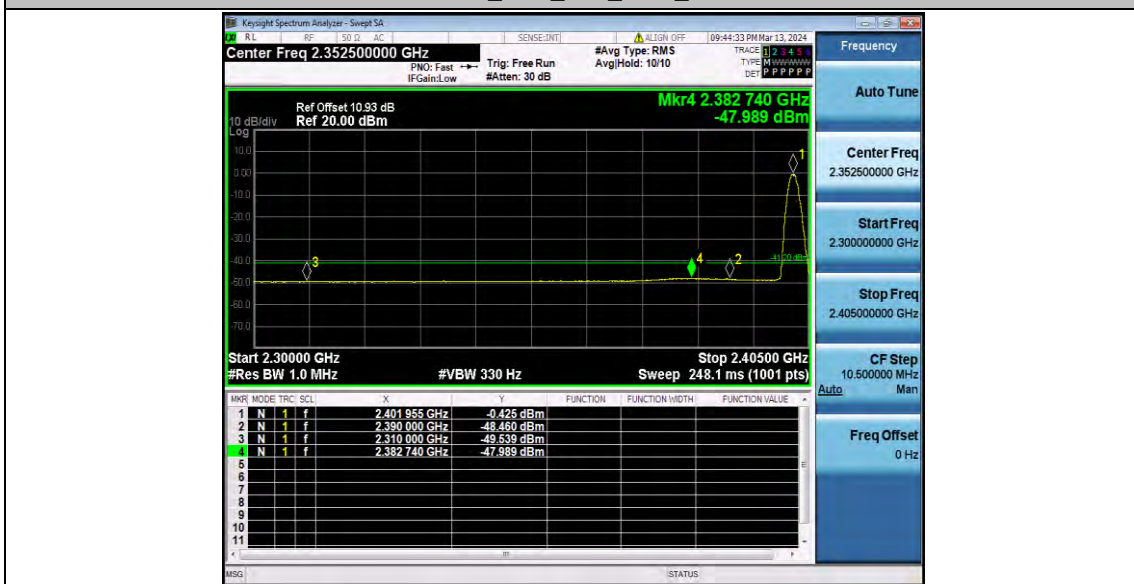 Keysight Spectrum Analyzer - Swept SA
RL RF 50 Ω AC SENSE:INT ALIGN OFF 09:44:33 PM Mar 13, 2024
Center Freq 2.352500000 GHz
PNO: Fast
IFGain:Low
Trig: Free Run
#Atten: 30 dB
#Avg Type: RMS
Avg|Hold: 10/10
TRACE 1 2 3 4 5 6
TYPE M WWWWW
DET P P P P P P
Frequency
Auto Tune
Center Freq
2.352500000 GHz
Start Freq
2.300000000 GHz
Stop Freq
2.405000000 GHz
CF Step
10.500000 MHz
Auto Man
Freq Offset
0 Hz
Mkr4 2.382 740 GHz
-47.989 dBm
Ref Offset 10.93 dB
10 dB/div Ref 20.00 dBm
Log
10.0
0.00
-10.0
-20.0
-30.0
-40.0
-50.0
-60.0
-70.0
1
3
4
2
-41.20 dBm
Start 2.30000 GHz Stop 2.40500 GHz
#Res BW 1.0 MHz #VBW 330 Hz Sweep 248.1 ms (1001 pts)
MKR MODE TRC SCL X Y FUNCTION FUNCTION WIDTH FUNCTION VALUE
1 N 1 f 2.401 955 GHz -0.425 dBm
2 N 1 f 2.390 000 GHz -48.460 dBm
3 N 1 f 2.310 000 GHz -49.539 dBm
4 N 1 f 2.382 740 GHz -47.989 dBm
5
6
7
8
9
10
11
MSG STATUS